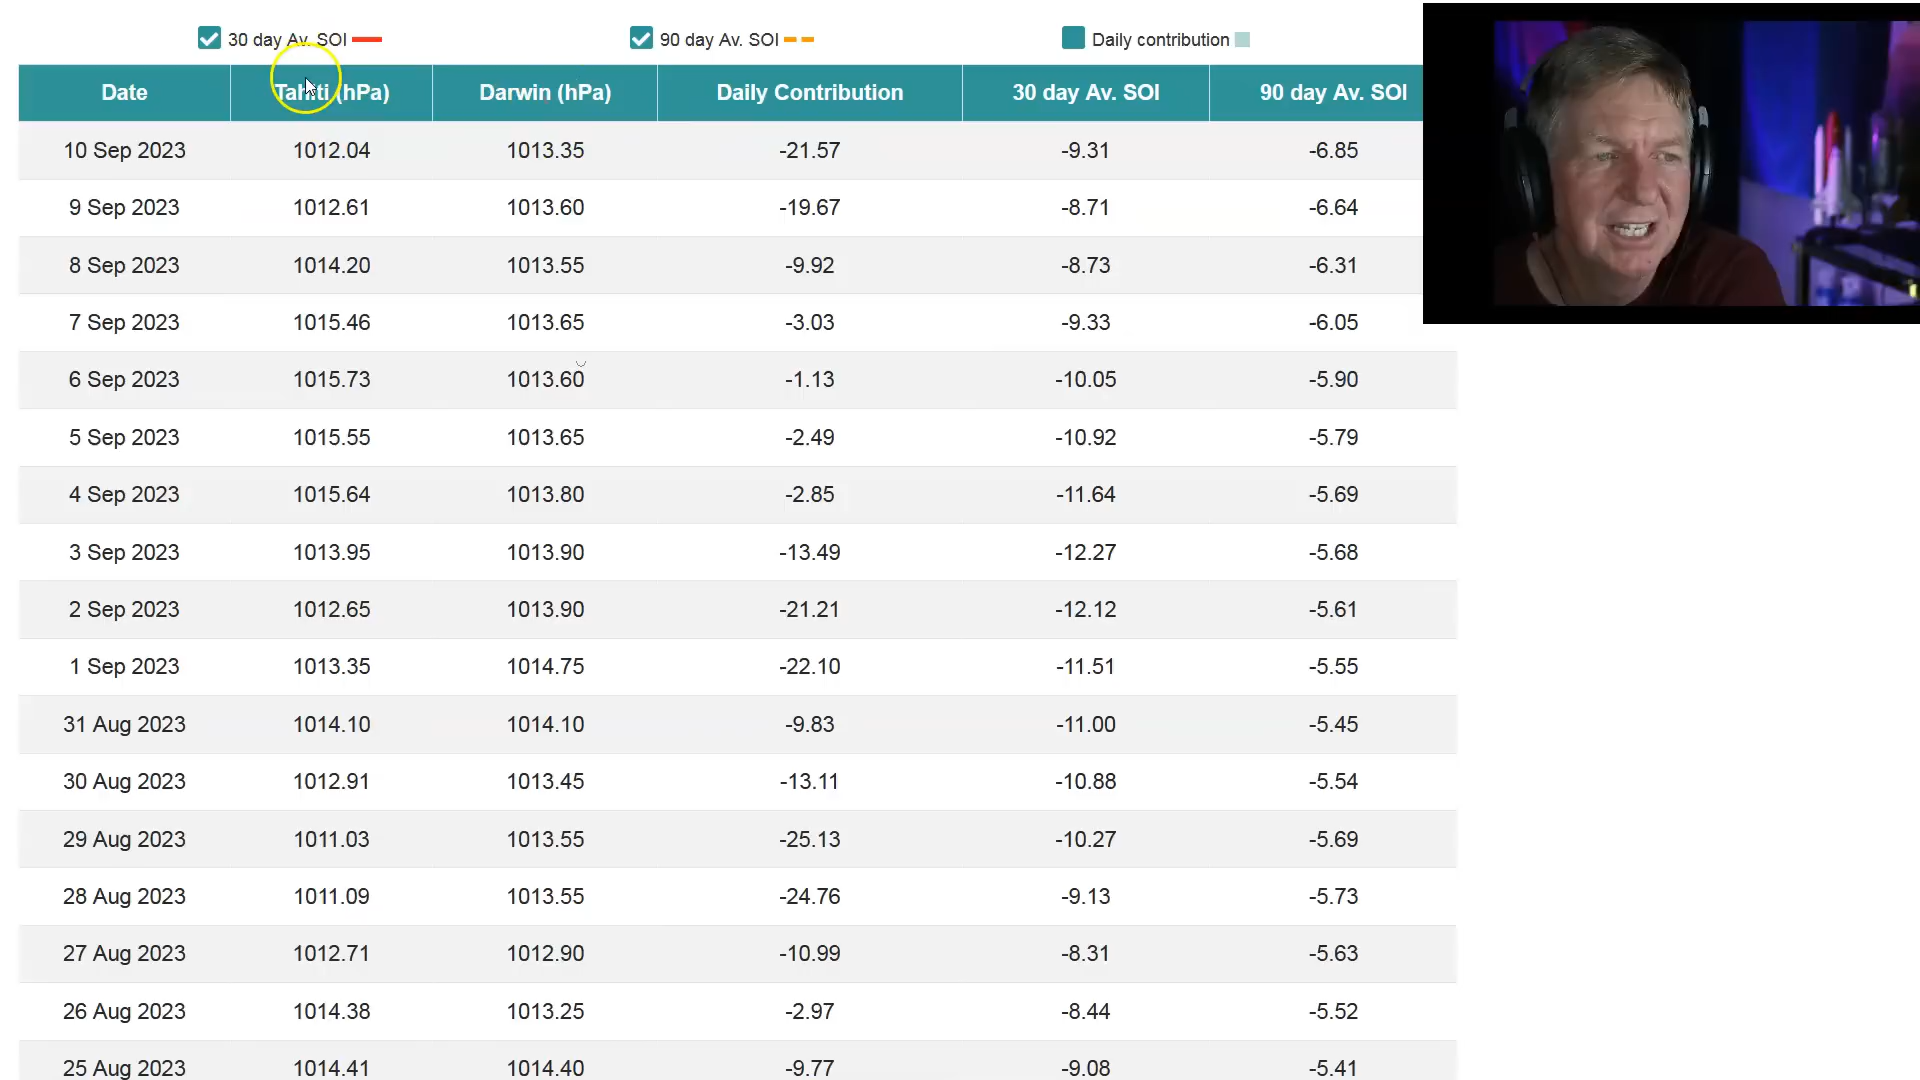 30 day Av. SOI 90 day Av. SOI Daily contribution
Date Tahiti (hPa) Darwin (hPa) Daily Contribution 30 day Av. SOI 90 day Av. SOI
10 Sep 2023 1012.04 1013.35 -21.57 -9.31 -6.85
9 Sep 2023 1012.61 1013.60 -19.67 -8.71 -6.64
8 Sep 2023 1014.20 1013.55 -9.92 -8.73 -6.31
7 Sep 2023 1015.46 1013.65 -3.03 -9.33 -6.05
6 Sep 2023 1015.73 1013.60 -1.13 -10.05 -5.90
5 Sep 2023 1015.55 1013.65 -2.49 -10.92 -5.79
4 Sep 2023 1015.64 1013.80 -2.85 -11.64 -5.69
3 Sep 2023 1013.95 1013.90 -13.49 -12.27 -5.68
2 Sep 2023 1012.65 1013.90 -21.21 -12.12 -5.61
1 Sep 2023 1013.35 1014.75 -22.10 -11.51 -5.55
31 Aug 2023 1014.10 1014.10 -9.83 -11.00 -5.45
30 Aug 2023 1012.91 1013.45 -13.11 -10.88 -5.54
29 Aug 2023 1011.03 1013.55 -25.13 -10.27 -5.69
28 Aug 2023 1011.09 1013.55 -24.76 -9.13 -5.73
27 Aug 2023 1012.71 1012.90 -10.99 -8.31 -5.63
26 Aug 2023 1014.38 1013.25 -2.97 -8.44 -5.52
25 Aug 2023 1014.41 1014.40 -9.77 -9.08 -5.41